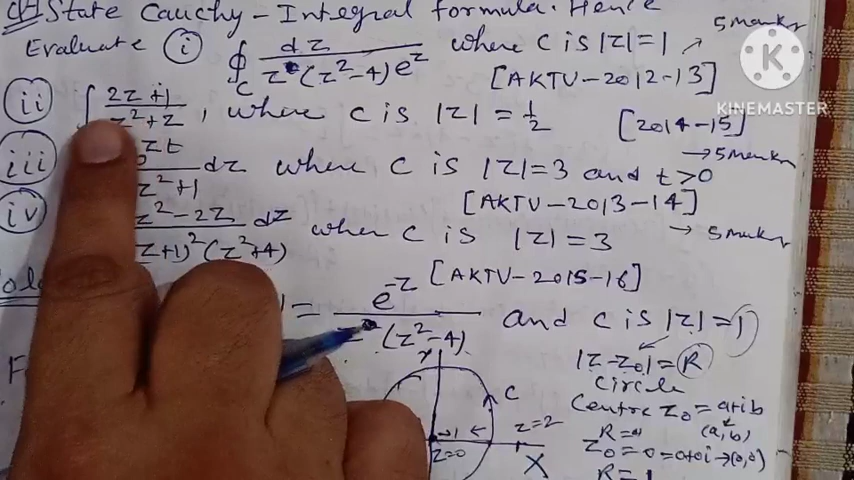 State Cauchy-Integral formula. Hence
Evaluate (i) ∮_C dz / z²(z²-4)e^z where C is |z|=1 → 5 marks
[AKTU-2012-13]
(ii) ∫ 2z+1 / z²+z , where C is |z| = 1/2 [2014-15]
→ 5 marks
(iii) zt / z²+1 dz where C is |z|=3 and t>0
[AKTU-2013-14]
(iv) z²-2z / z+1)²(z²+4) dz wher C is |z|=3 → 5 marks
[AKTU-2015-16]
= e^-z / (z²-4) and C is |z|=1
|z-z₀|=R
Circle
Centre z₀=a+ib
(a,b)
z₀=0=0+0i→(0,0)
R=1
C
z=2
1
z=0
X
KINEMASTER